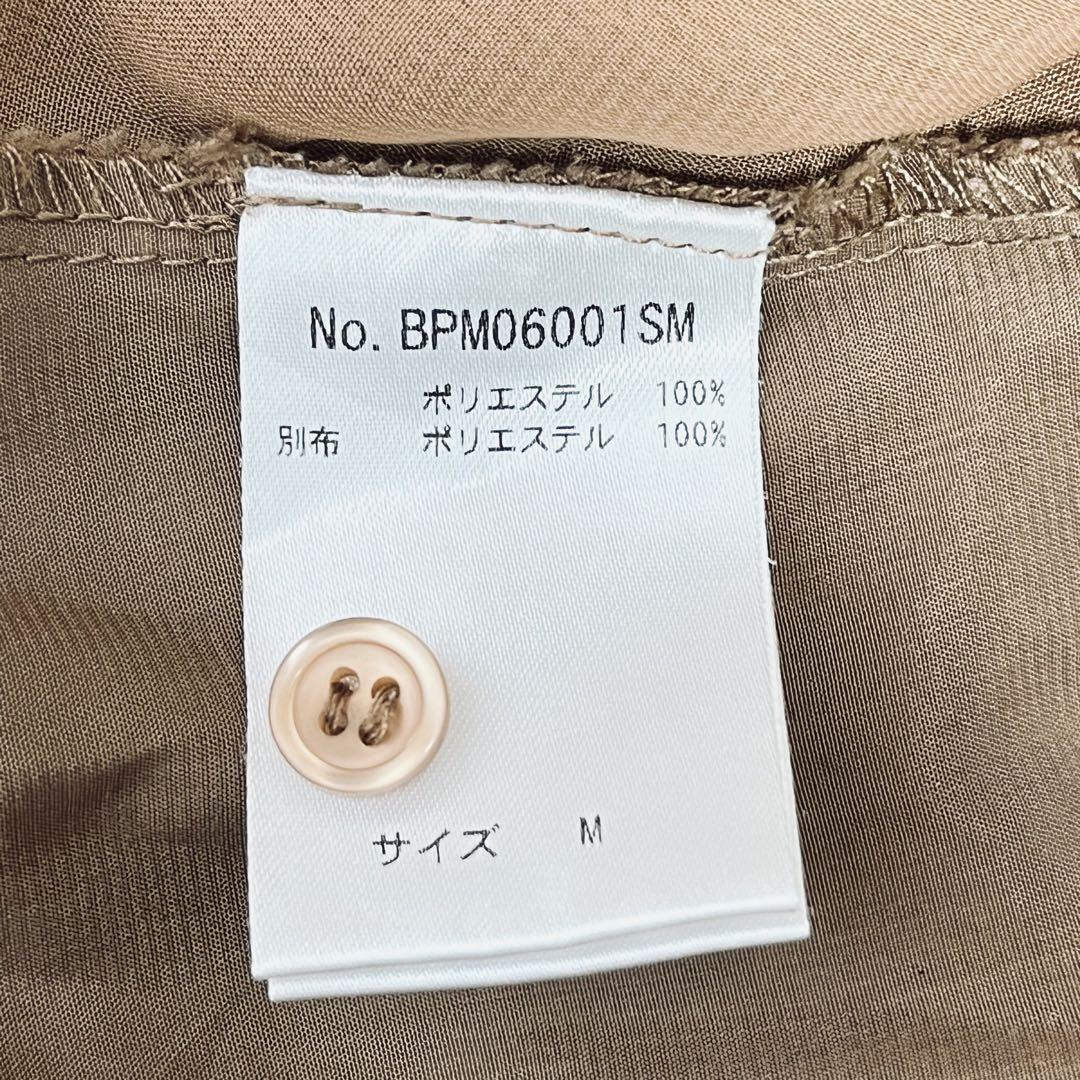 No. BPM06001SM
ポリエステル 100%
別布 ポリエステル 100%
サイズ M